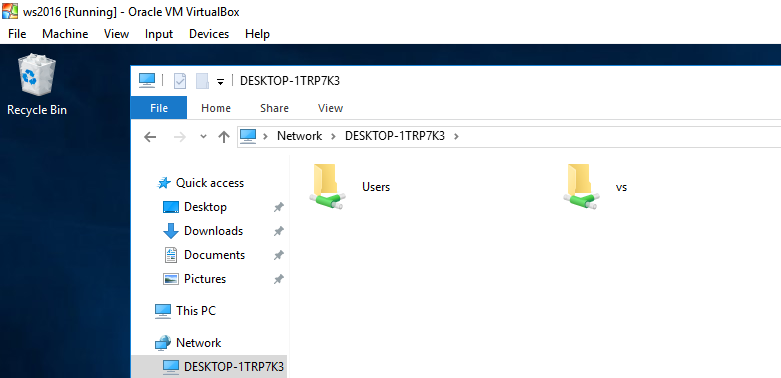 ws2016 [Running] - Oracle VM VirtualBox
File Machine View Input Devices Help
Recycle Bin
DESKTOP-1TRP7K3
File Home Share View
Network DESKTOP-1TRP7K3
Quick access
Desktop
Downloads
Documents
Pictures
This PC
Network
DESKTOP-1TRP7K3
Users
vs